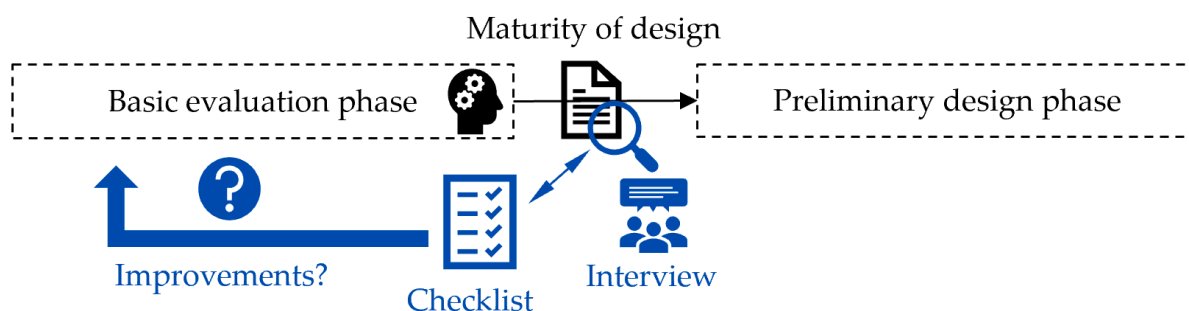 Maturity of design
Basic evaluation phase
Preliminary design phase
?
Improvements?
Checklist
Interview